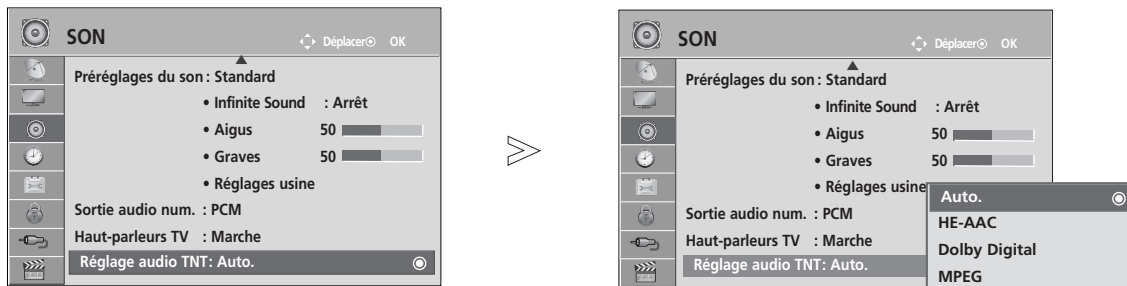 SON
Déplacer OK
Préréglages du son : Standard
• Infinite Sound : Arrêt
• Aigus 50
• Graves 50
• Réglages usine
Sortie audio num. : PCM
Haut-parleurs TV : Marche
Réglage audio TNT: Auto.
SON
Déplacer OK
Préréglages du son : Standard
• Infinite Sound : Arrêt
• Aigus 50
• Graves 50
• Réglages usine
Sortie audio num. : PCM
Haut-parleurs TV : Marche
Réglage audio TNT: Auto.
Auto.
HE-AAC
Dolby Digital
MPEG